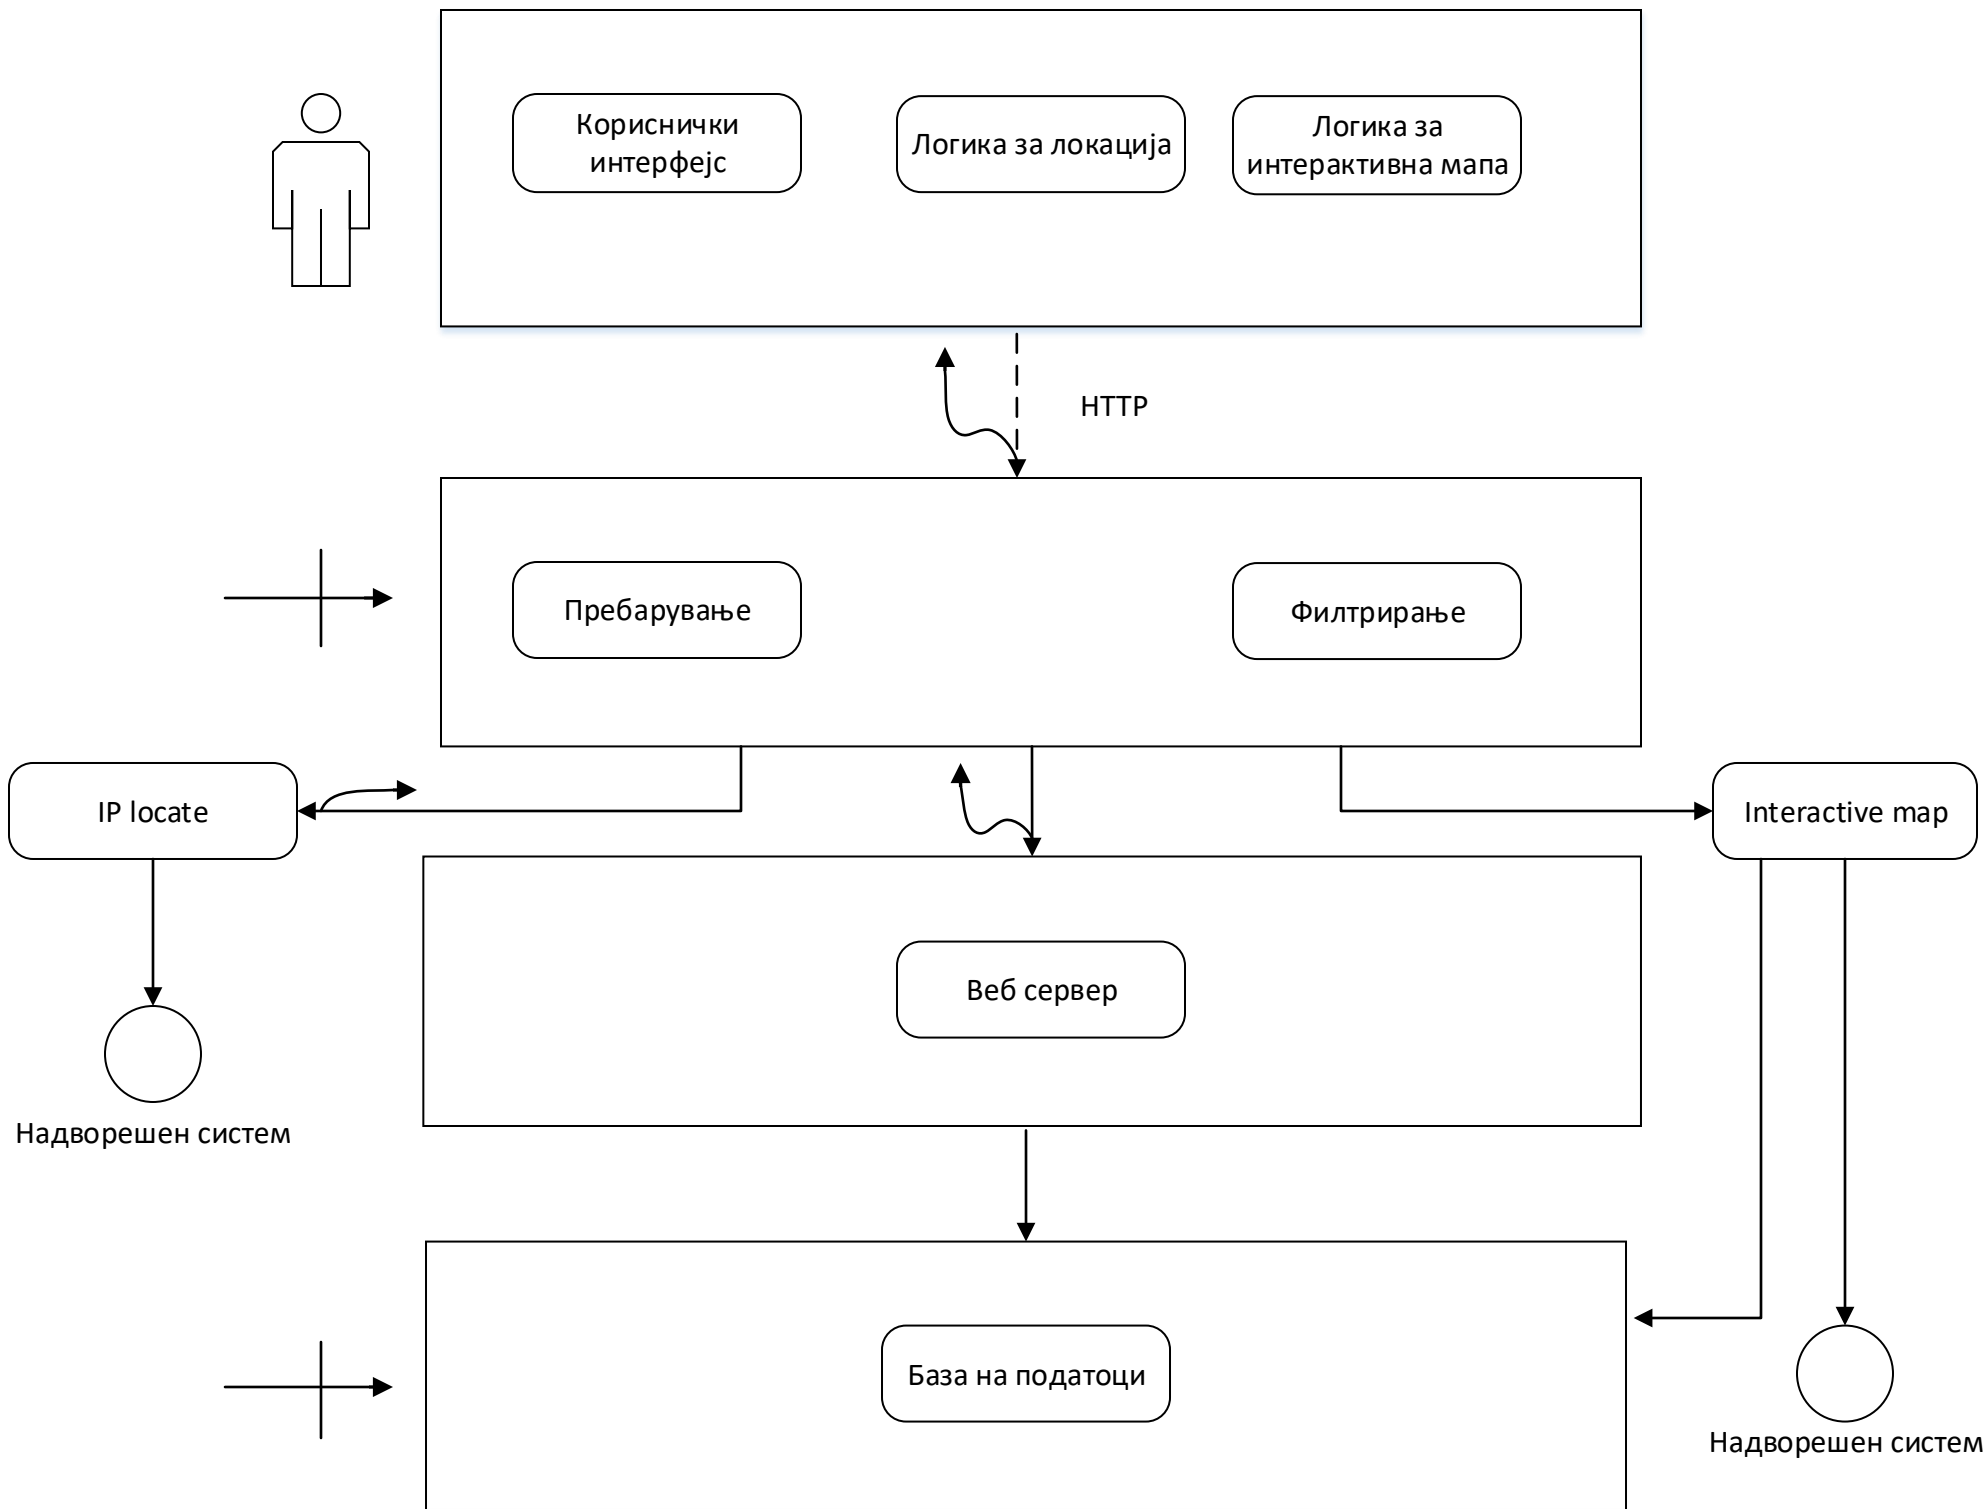 Кориснички
интерфејс
Логика за локација
Логика за
интерактивна мапа
HTTP
Пребарување
Филтрирање
IP locate
Interactive map
Веб сервер
Надворешен систем
База на податоци
Надворешен систем